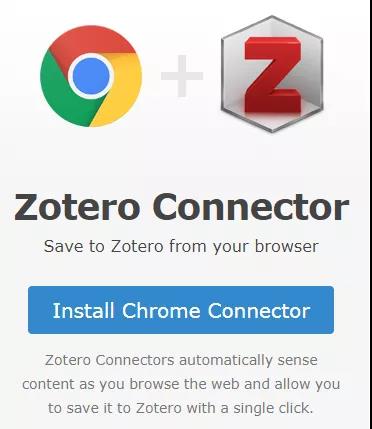 Z
Zotero Connector
Save to Zotero from your browser
Install Chrome Connector
Zotero Connectors automatically sense
content as you browse the web and allow you
to save it to Zotero with a single click.